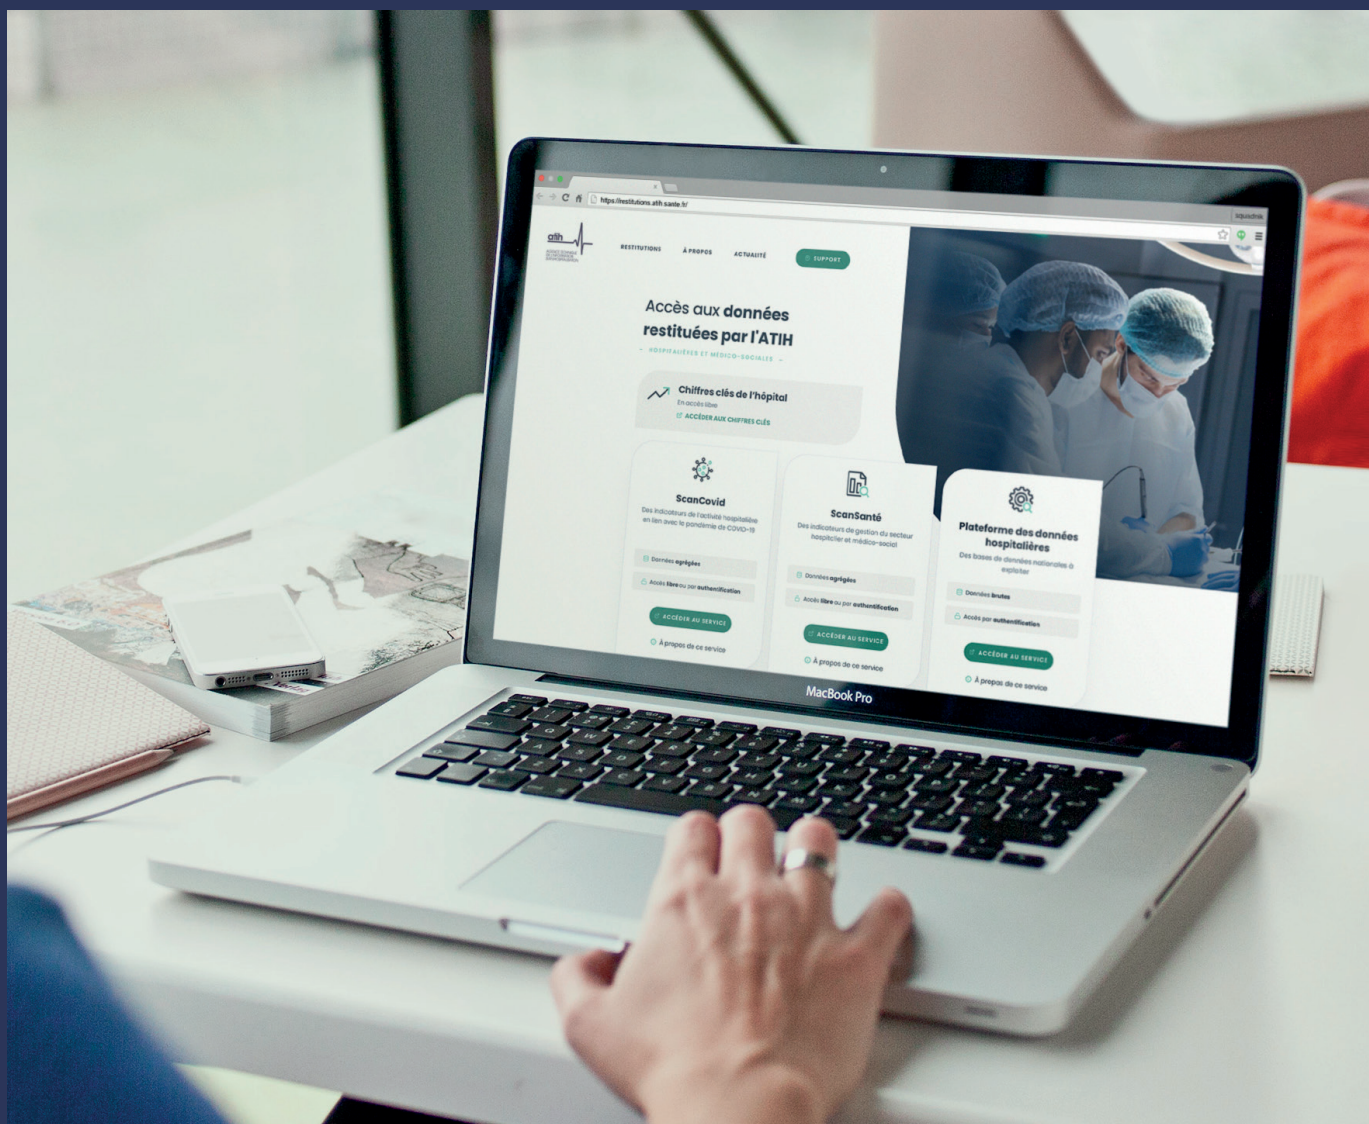 https://restitutions.atih.sante.fr/
squadnik
atih
RESTITUTIONS
À PROPOS
ACTUALITÉ
SUPPORT
Accès aux données
restituées par l'ATIH
HOSPITALIÈRES ET MÉDICO-SOCIALES
Chiffres clés de l'hôpital
En accès libre
ACCÉDER AUX CHIFFRES CLÉS
ScanCovid
Des indicateurs de l'activité hospitalière
en lien avec la pandémie de COVID-19
Données agrégées
Accès libre ou par authentification
ACCÉDER AU SERVICE
À propos de ce service
ScanSanté
Des indicateurs de gestion du secteur
hospitalier et médico-social
Données agrégées
Accès libre ou par authentification
ACCÉDER AU SERVICE
À propos de ce service
Plateforme des données
hospitalières
Des bases de données nationales à
exploiter
Données brutes
Accès par authentification
ACCÉDER AU SERVICE
À propos de ce service
MacBook Pro